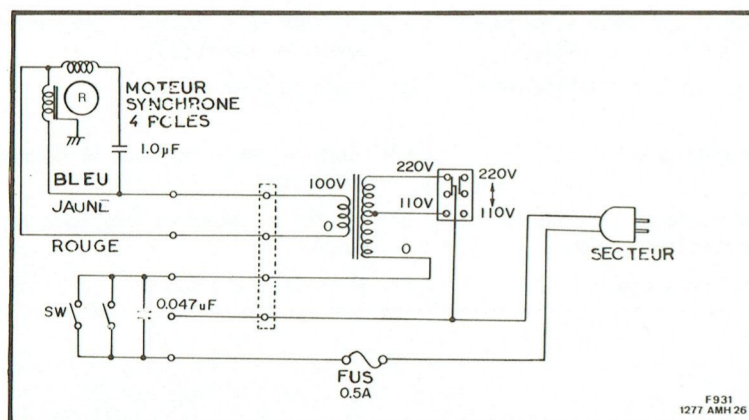 R
MOTEUR
SYNCHRONE
4 POLES
1.0µF
BLEU
JAUNE
ROUGE
100V
0
220V
110V
0
220V
110V
SECTEUR
SW
0.047uF
FUS
0.5A
F931
1277 AMH 26